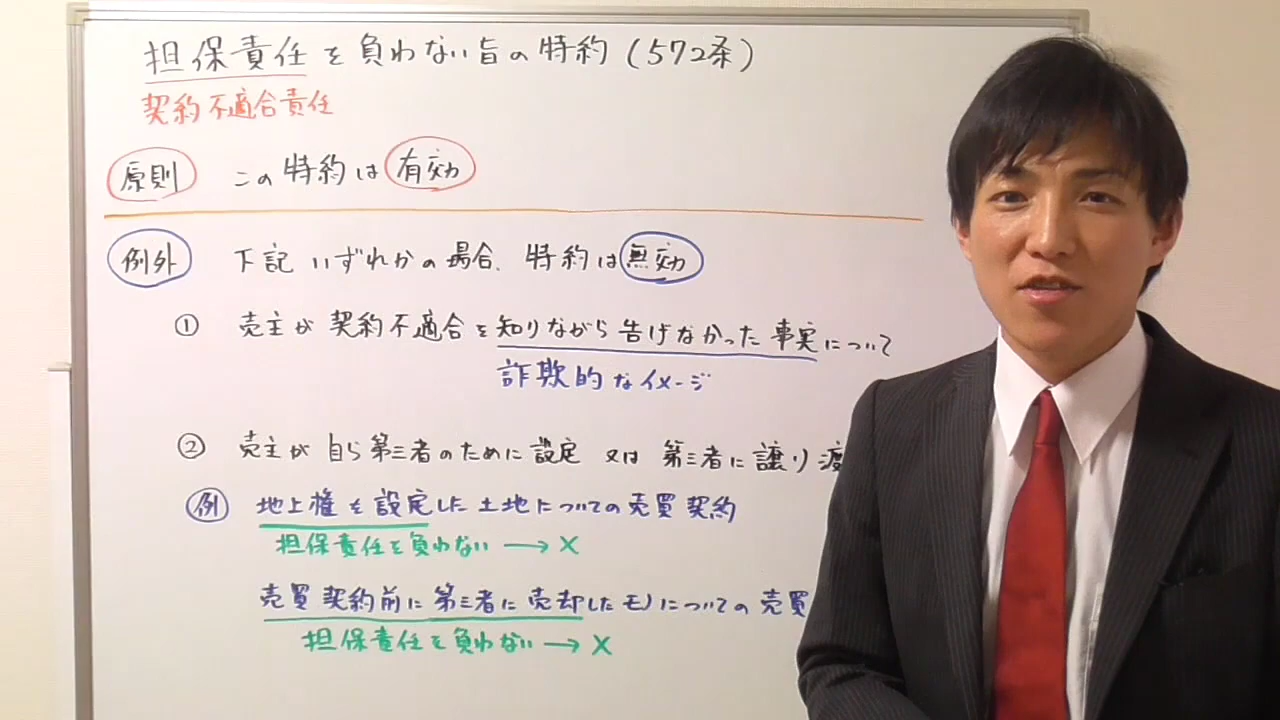 担保責任を負わない旨の特約(572条)
契約不適合責任
原則 この特約は有効
例外 下記いずれかの場合、特約は無効
① 売主が契約不適合を知りながら告げなかった事実について
詐欺的なイメージ
② 売主が自ら第三者のために設定又は第三者に譲り渡
例 地上権を設定した土地についての売買契約
担保責任を負わない→×
売買契約前に第三者に売却したモノについての売買
担保責任を負わない→×